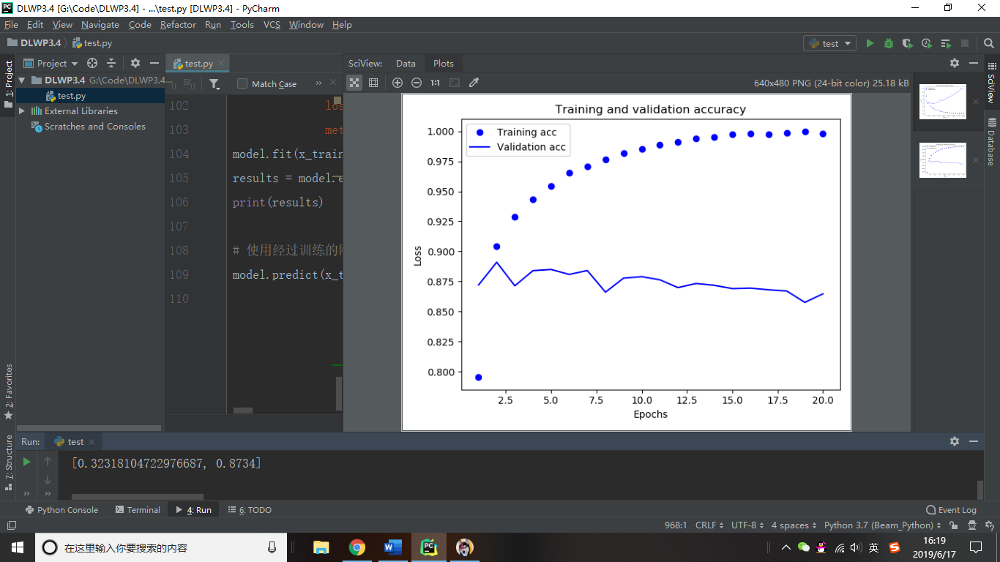 DLWP3.4 [G:\Code\DLWP3.4] - ...\test.py [DLWP3.4] - PyCharm
File Edit View Navigate Code Refactor Run Tools VCS Window Help
DLWP3.4 test.py
test
1: Project
Project
test.py
SciView: Data Plots
SciView
DLWP3.4 G:\Code\DLWP3.4
Match Case
1:1
640x480 PNG (24-bit color) 25.18 kB
test.py
External Libraries
Scratches and Consoles
102 los
103 met
104 model.fit(x_train
105 results = model.e
106 print(results)
107
108 # 使用经过训练的
109 model.predict(x_t
110
Training and validation accuracy
Training acc
Validation acc
1.000
0.975
0.950
0.925
0.900
0.875
0.850
0.825
0.800
Loss
2.5 5.0 7.5 10.0 12.5 15.0 17.5 20.0
Epochs
Database
2: Favorites
7: Structure
Run: test
[0.32318104722976687, 0.8734]
Python Console Terminal 4: Run 6: TODO Event Log
968:1 CRLF UTF-8 4 spaces Python 3.7 (Beam_Python)
在这里输入你要搜索的内容
英
16:19
2019/6/17